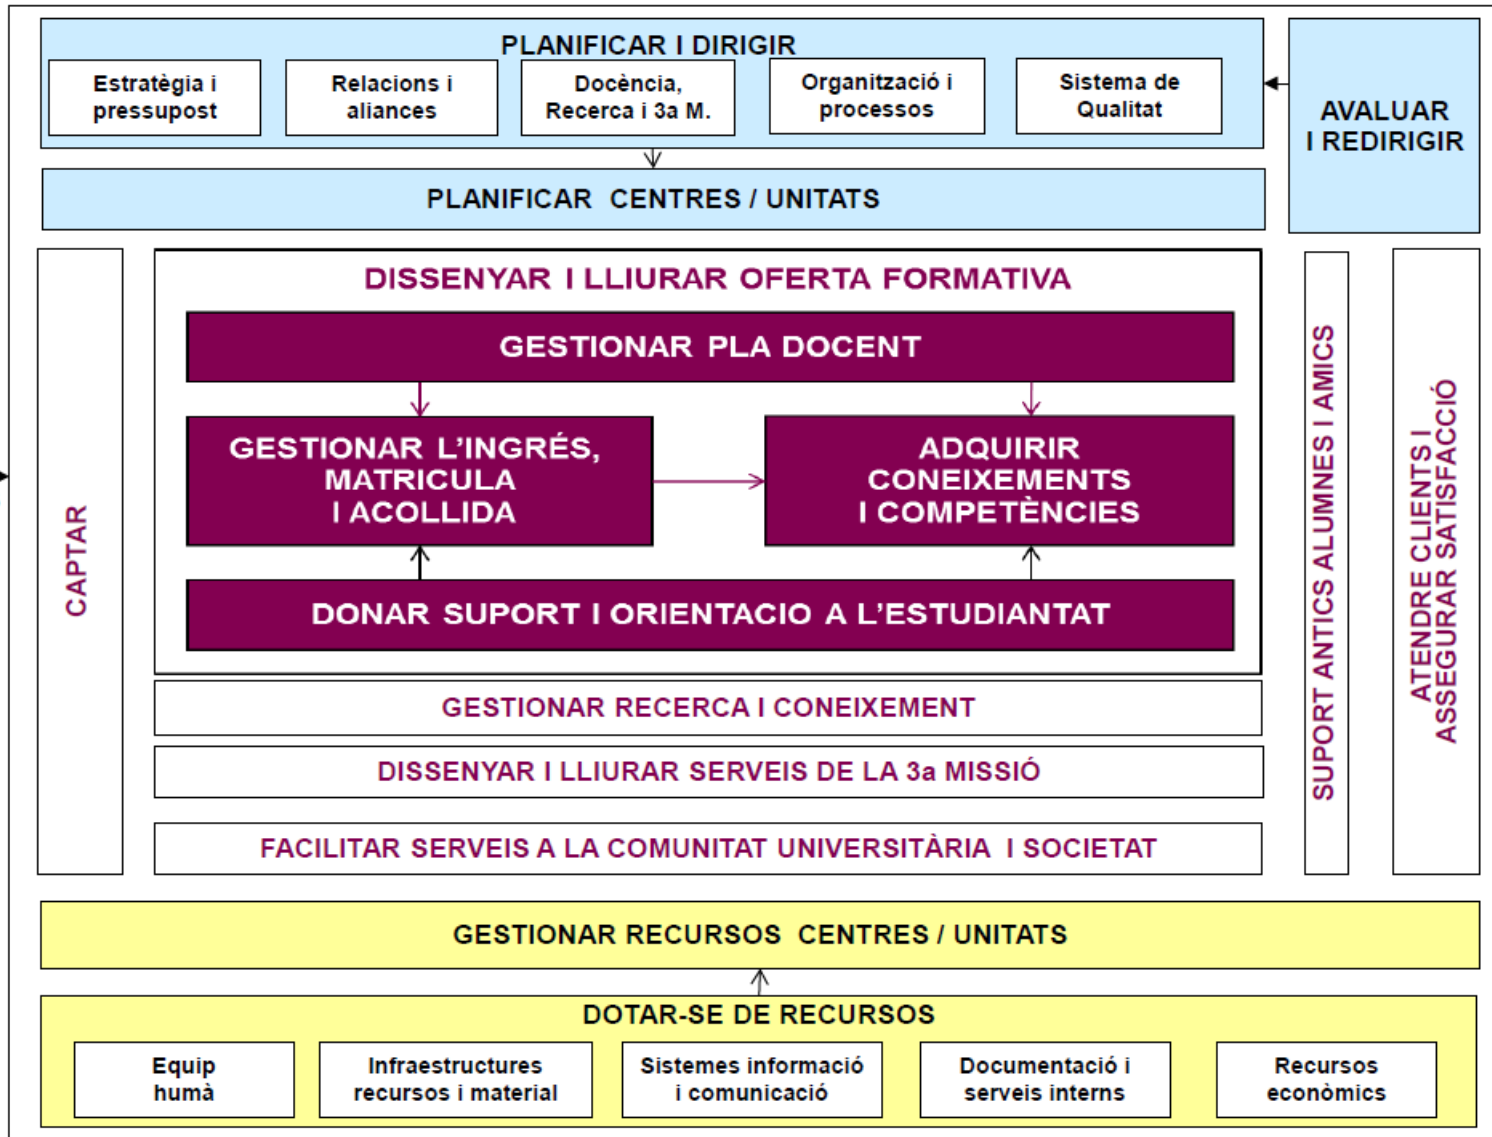 PLANIFICAR I DIRIGIR
Estratègia i
pressupost
Relacions i
aliances
Docència,
Recerca i 3a M.
Organització i
processos
Sistema de
Qualitat
AVALUAR
I REDIRIGIR
PLANIFICAR CENTRES / UNITATS
CAPTAR
DISSENYAR I LLIURAR OFERTA FORMATIVA
GESTIONAR PLA DOCENT
GESTIONAR L'INGRÉS,
MATRICULA
I ACOLLIDA
ADQUIRIR
CONEIXEMENTS
I COMPETÈNCIES
DONAR SUPORT I ORIENTACIO A L'ESTUDIANTAT
GESTIONAR RECERCA I CONEIXEMENT
DISSENYAR I LLIURAR SERVEIS DE LA 3a MISSIÓ
FACILITAR SERVEIS A LA COMUNITAT UNIVERSITÀRIA I SOCIETAT
SUPORT ANTICS ALUMNES I AMICS
ATENDRE CLIENTS I
ASSEGURAR SATISFACCIÓ
GESTIONAR RECURSOS CENTRES / UNITATS
DOTAR-SE DE RECURSOS
Equip
humà
Infraestructures
recursos i material
Sistemes informació
i comunicació
Documentació i
serveis interns
Recursos
econòmics